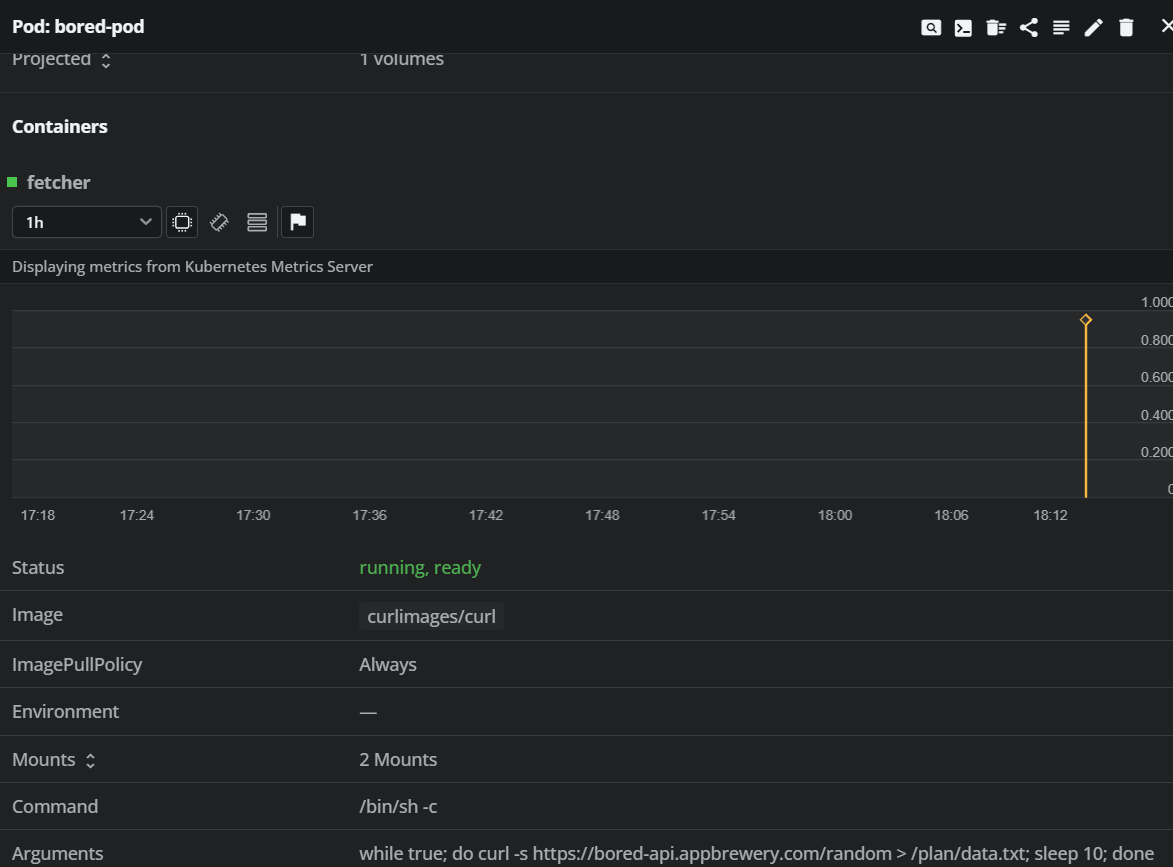 Pod: bored-pod
Projected 1 volumes
Containers
fetcher
1h
Displaying metrics from Kubernetes Metrics Server
1.000
0.800
0.600
0.400
0.200
0
17:18 17:24 17:30 17:36 17:42 17:48 17:54 18:00 18:06 18:12
Status running, ready
Image curlimages/curl
ImagePullPolicy Always
Environment —
Mounts 2 Mounts
Command /bin/sh -c
Arguments while true; do curl -s https://bored-api.appbrewery.com/random > /plan/data.txt; sleep 10; done